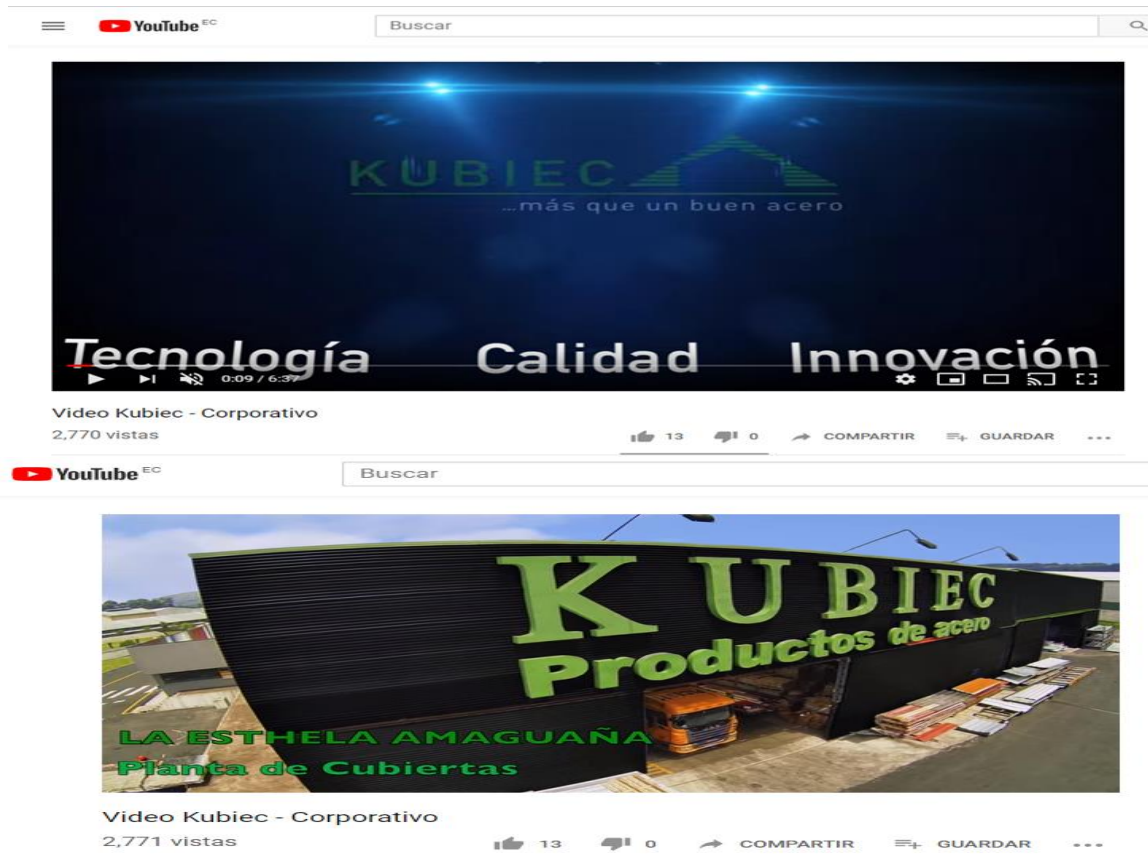 YouTube EC Buscar
KUBIEC
...más que un buen acero
Tecnología Calidad Innovación
0:09 / 6:37
Video Kubiec - Corporativo
2,770 vistas 13 0 COMPARTIR GUARDAR
YouTube EC Buscar
KUBIEC
Productos de acero
LA ESTHELA AMAGUAÑA
Planta de Cubiertas
Video Kubiec - Corporativo
2,771 vistas 13 0 COMPARTIR GUARDAR